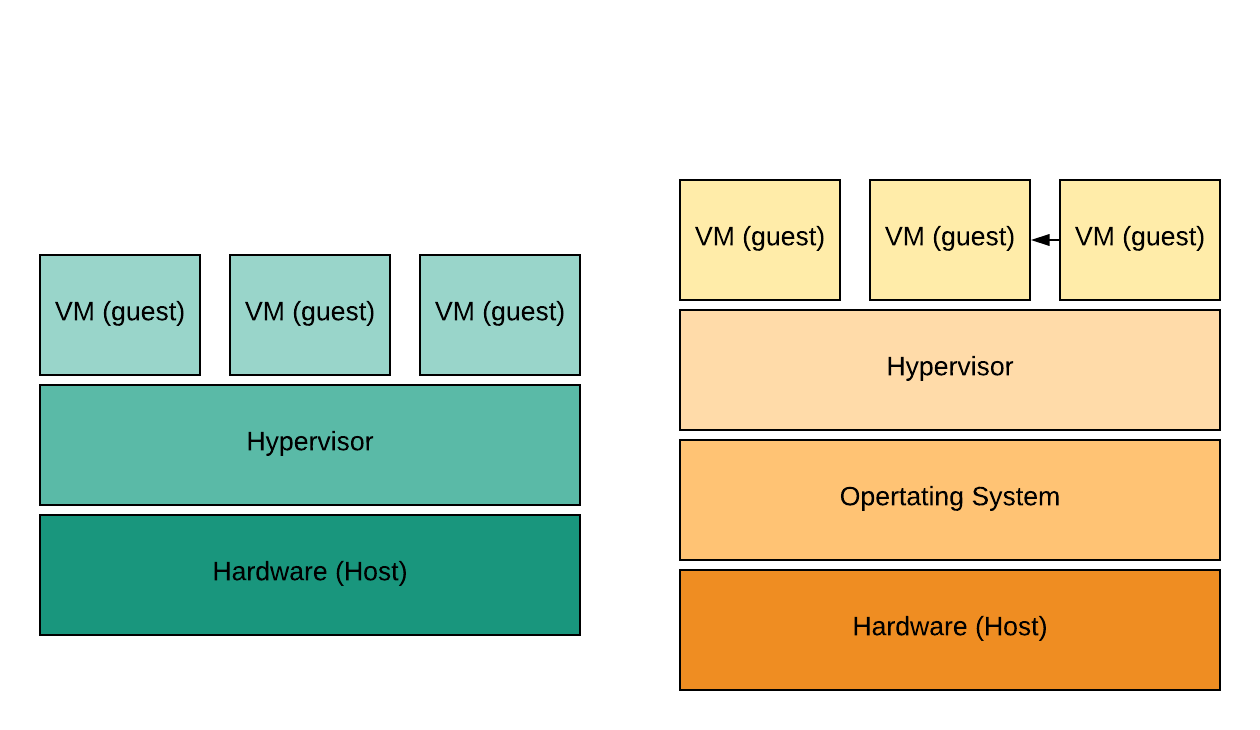 VM (guest)
VM (guest)
VM (guest)
Hypervisor
Hardware (Host)
VM (guest)
VM (guest)
VM (guest)
Hypervisor
Opertating System
Hardware (Host)